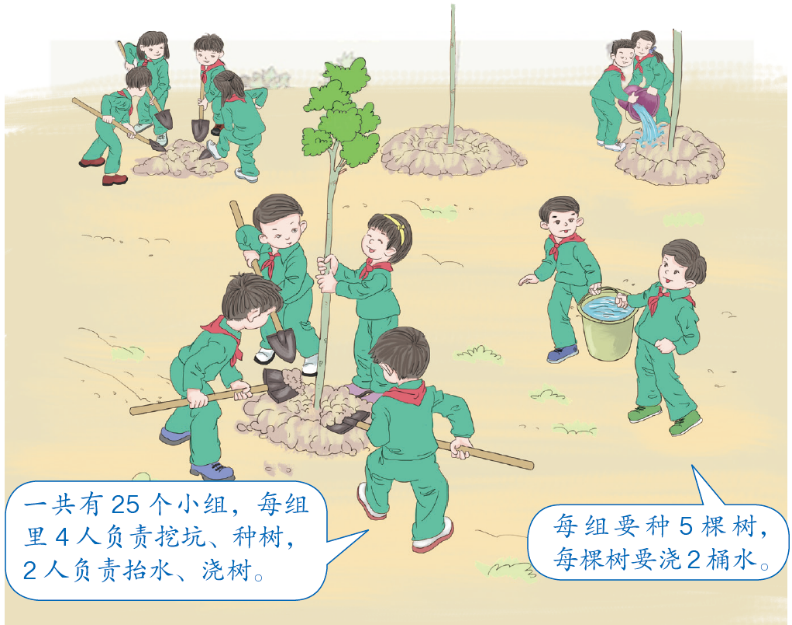 一共有 25 个小组，每组
里 4 人负责挖坑、种树，
2 人负责抬水、浇树。
每组要种 5 棵树，
每棵树要浇 2 桶水。